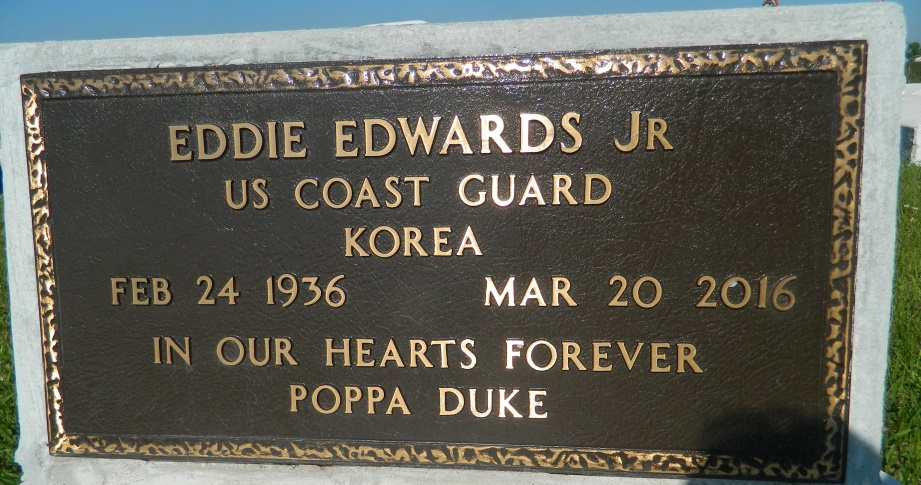 EDDIE EDWARDS JR
US COAST GUARD
KOREA
FEB 24 1936 MAR 20 2016
IN OUR HEARTS FOREVER
POPPA DUKE